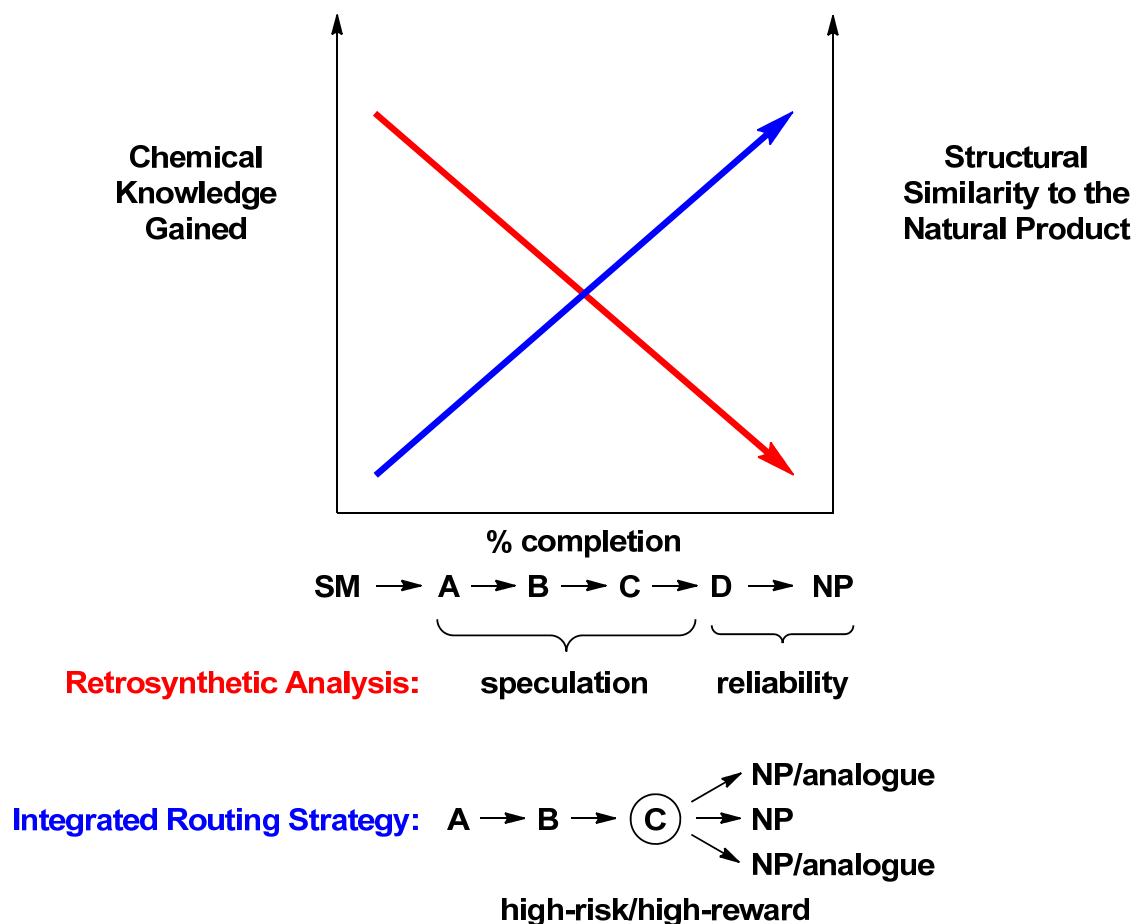 Chemical
Knowledge
Gained
Structural
Similarity to the
Natural Product
% completion
SM A B C D NP
Retrosynthetic Analysis: speculation reliability
NP/analogue
Integrated Routing Strategy: A B C NP
NP/analogue
high-risk/high-reward